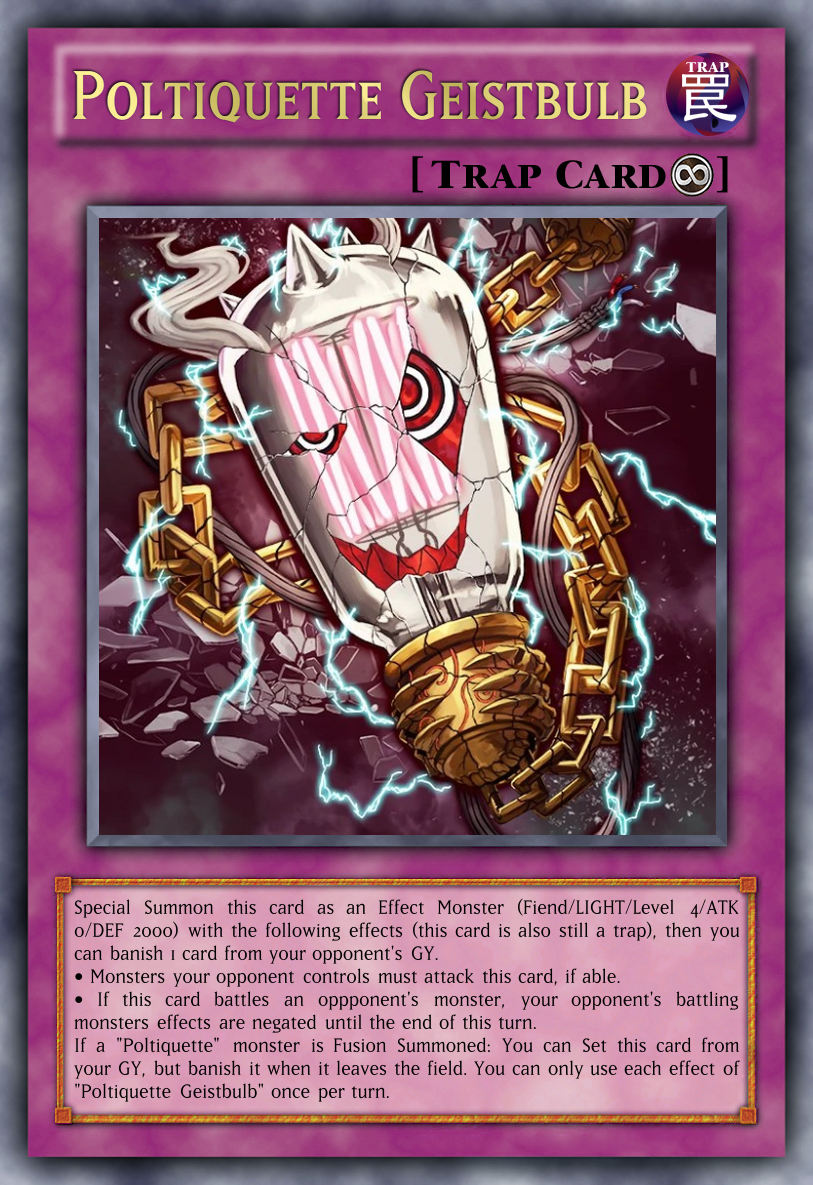 Poltiquette Geistbulb
TRAP
罠
[Trap Card∞]
Special Summon this card as an Effect Monster (Fiend/LIGHT/Level 4/ATK
0/DEF 2000) with the following effects (this card is also still a trap), then you
can banish 1 card from your opponent's GY.
• Monsters your opponent controls must attack this card, if able.
• If this card battles an oppponent's monster, your opponent's battling
monsters effects are negated until the end of this turn.
If a "Poltiquette" monster is Fusion Summoned: You can Set this card from
your GY, but banish it when it leaves the field. You can only use each effect of
"Poltiquette Geistbulb" once per turn.